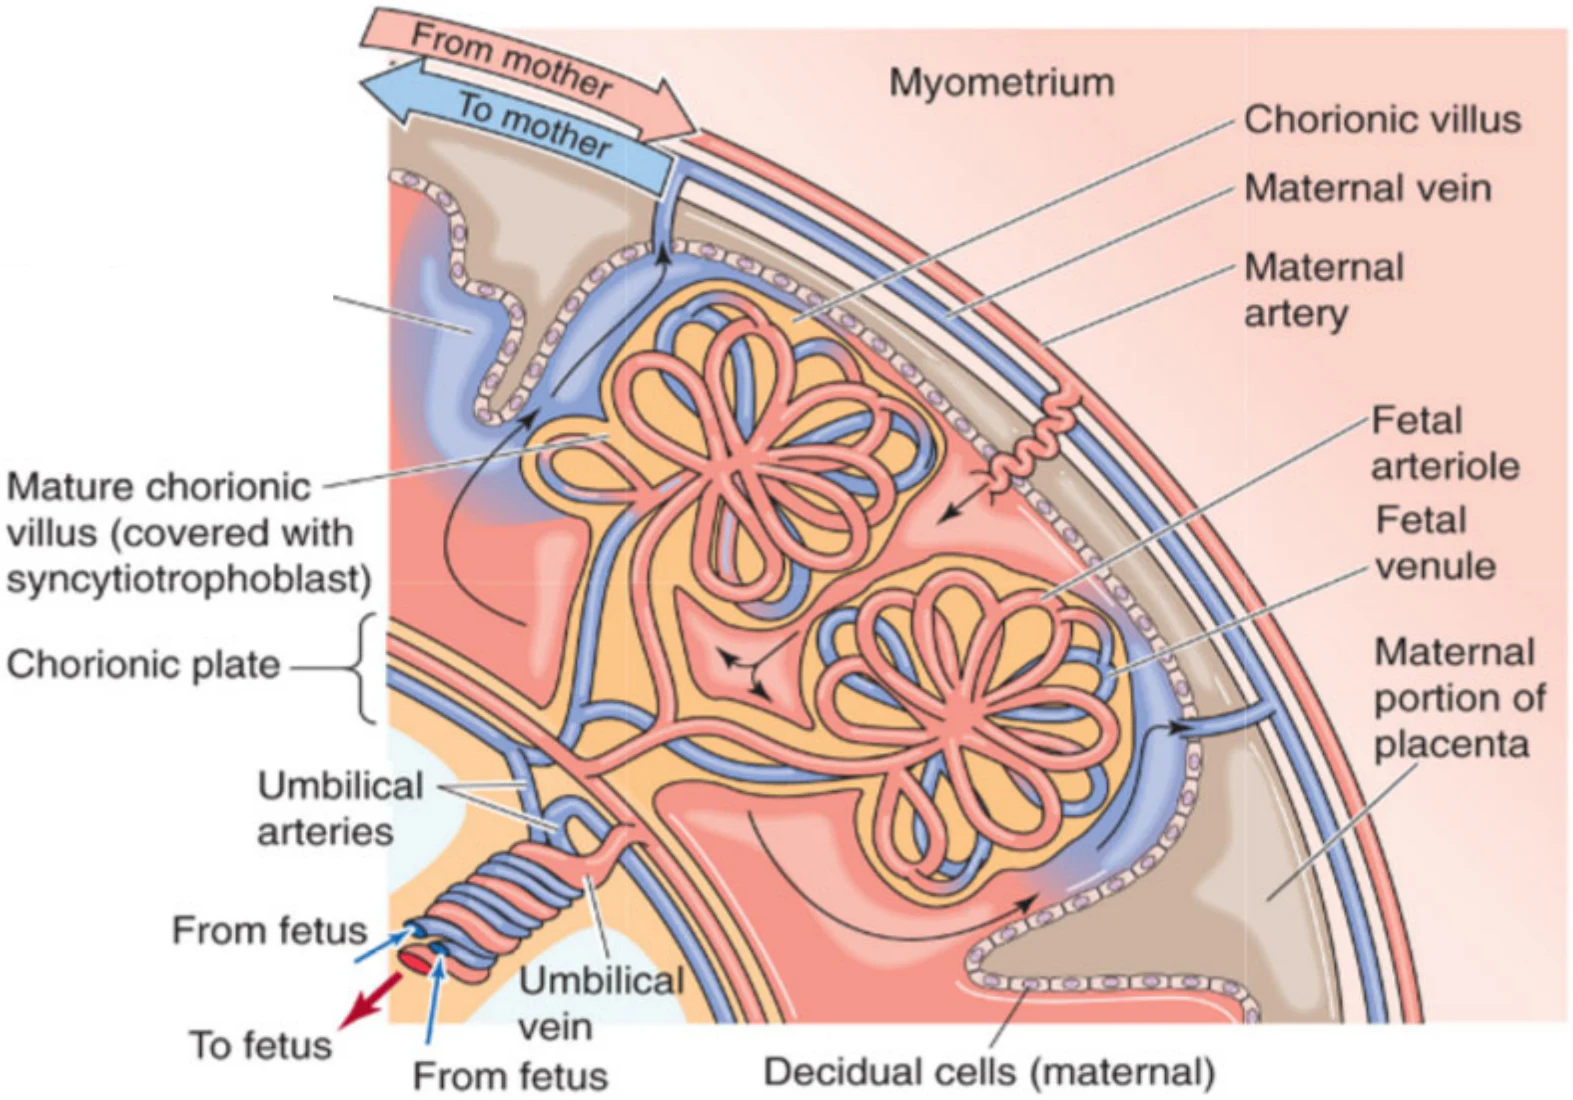 From mother
To mother
Myometrium
Chorionic villus
Maternal vein
Maternal
artery
Fetal
arteriole
Fetal
venule
Maternal
portion of
placenta
Mature chorionic
villus (covered with
syncytiotrophoblast)
Chorionic plate
Umbilical
arteries
From fetus
To fetus
Umbilical
vein
From fetus
Decidual cells (maternal)